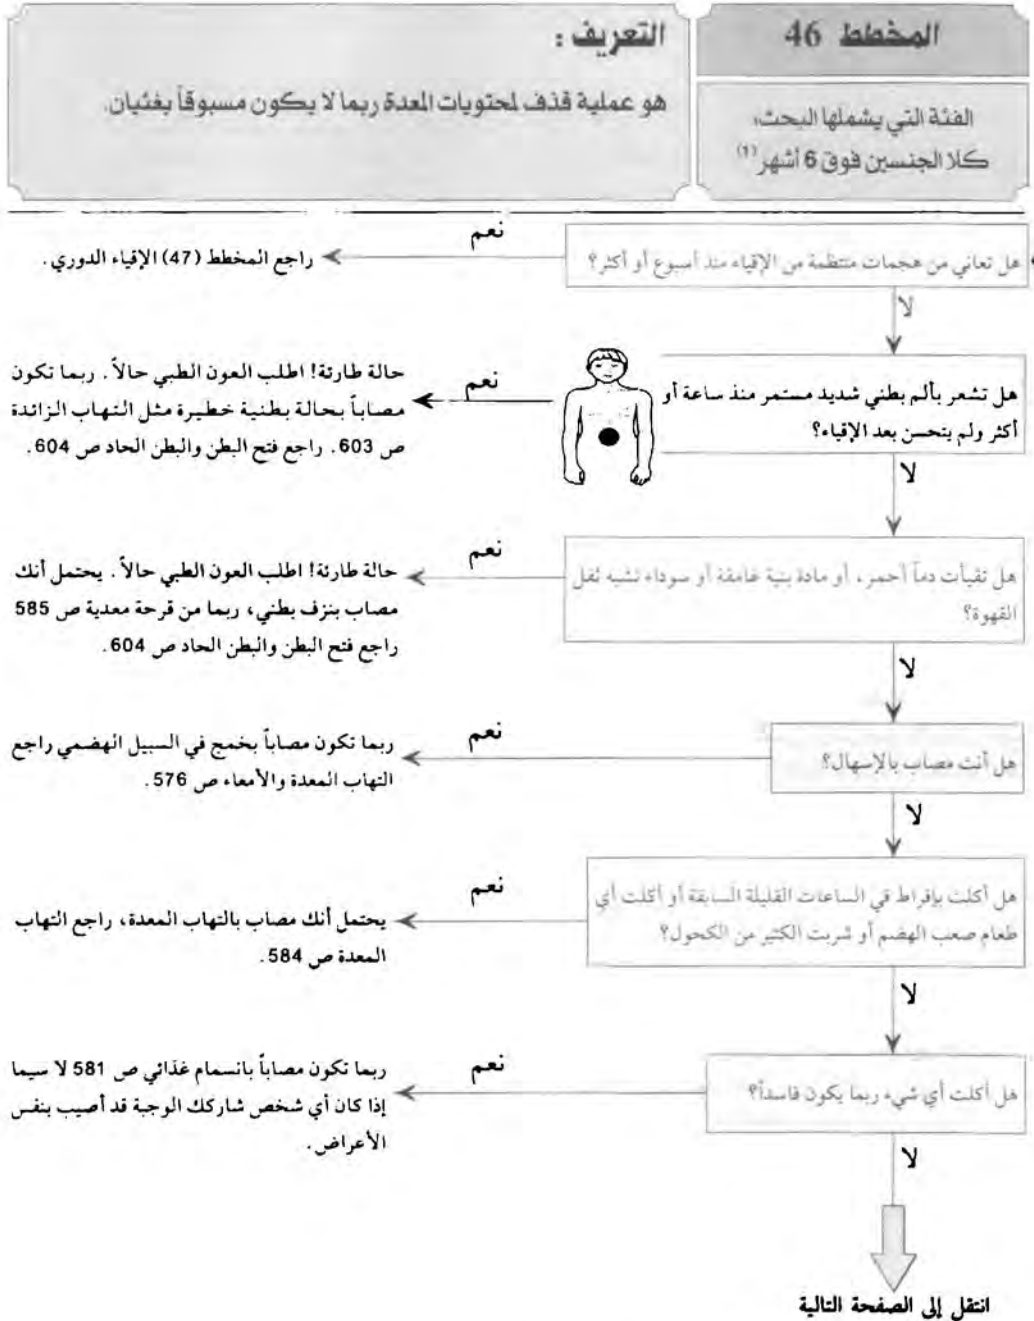 المخطط 46
الفئة التي يشملها البحث:
كلا الجنسين فوق 6 أشهر (1)
التعريف :
هو عملية قذف لمحتويات المعدة ربما لا يكون مسبوقاً بغثيان.
هل تعاني من هجمات منتظمة من الإقياء منذ أسبوع أو أكثر؟
نعم
راجع المخطط (47) الإقياء الدوري.
لا
هل تشعر بألم بطني شديد مستمر منذ ساعة أو
أكثر ولم يتحسن بعد الإقياء؟
نعم
حالة طارئة! اطلب العون الطبي حالاً. ربما تكون
مصاباً بحالة بطنية خطيرة مثل التهاب الزائدة
ص 603. راجع فتح البطن والبطن الحاد ص 604.
لا
هل تقيأت دماً أحمر، أو مادة بنية غامقة أو سوداء تشبه ثفل
القهوة؟
نعم
حالة طارئة! اطلب العون الطبي حالاً. يحتمل أنك
مصاب بنزف بطني، ربما من قرحة معدية ص 585
راجع فتح البطن والبطن الحاد ص 604.
لا
هل أنت مصاب بالإسهال؟
نعم
ربما تكون مصاباً بخمج في السبيل الهضمي راجع
التهاب المعدة والأمعاء ص 576.
لا
هل أكلت بإفراط في الساعات القليلة السابقة أو أكلت أي
طعام صعب الهضم أو شربت الكثير من الكحول؟
نعم
يحتمل أنك مصاب بالتهاب المعدة، راجع التهاب
المعدة ص 584.
لا
هل أكلت أي شيء ربما يكون فاسداً؟
نعم
ربما تكون مصاباً بانسمام غذائي ص 581 لا سيما
إذا كان أي شخص شاركك الوجبة قد أصيب بنفس
الأعراض.
لا
انتقل إلى الصفحة التالية